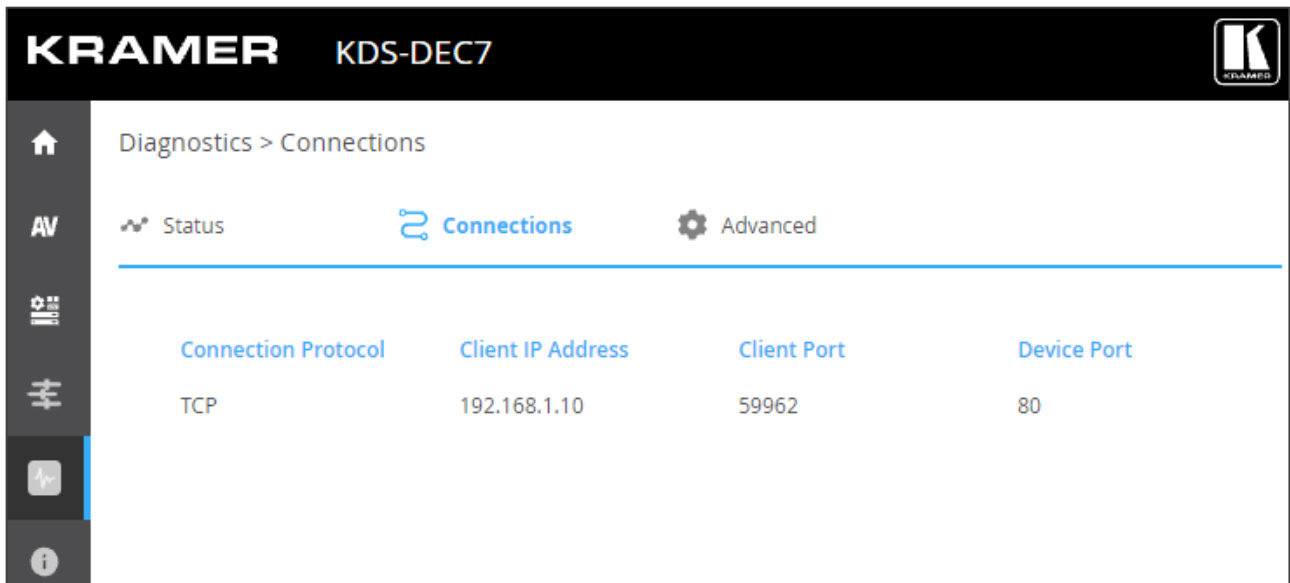 KRAMER KDS-DEC7
KRAMER
Diagnostics > Connections
AV
Status Connections Advanced
Connection Protocol Client IP Address Client Port Device Port
TCP 192.168.1.10 59962 80